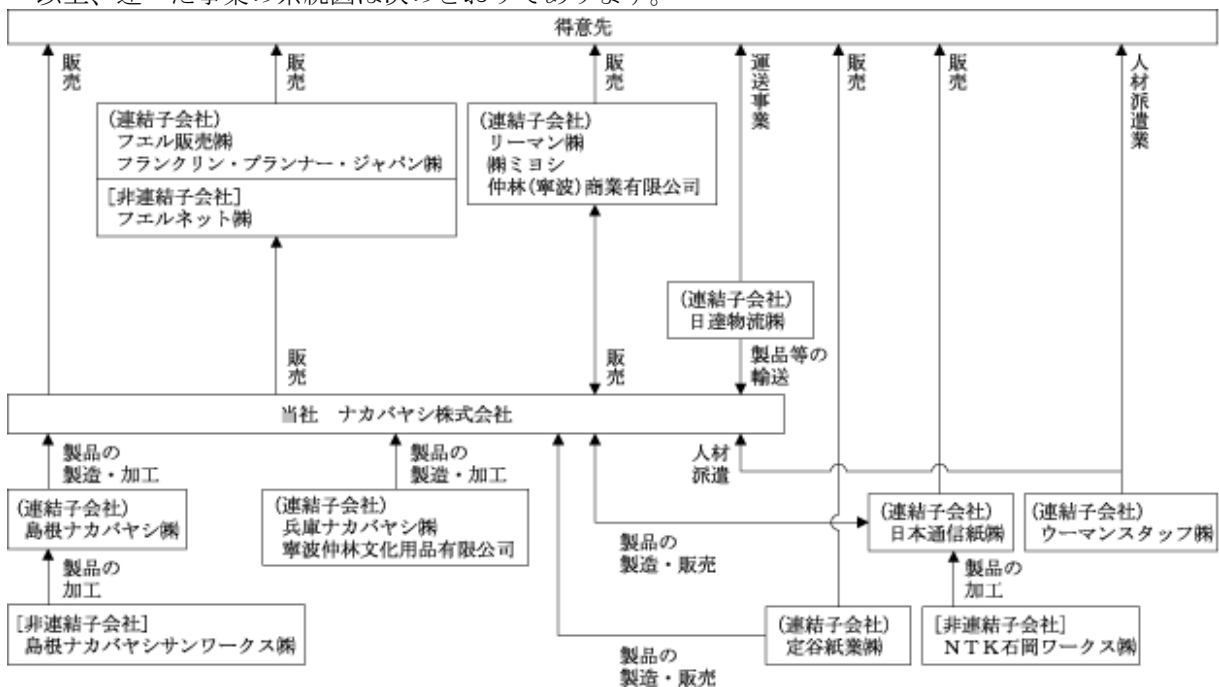 以上、述べた事業の系統図は次のとおりであります。
得意先
販売
販売
販売
運送事業
販売
販売
人材派遣業
(連結子会社)
フエル販売㈱
フランクリン・プランナー・ジャパン㈱
[非連結子会社]
フエルネット㈱
(連結子会社)
リーマン㈱
㈱ミヨシ
仲林(寧波)商業有限公司
(連結子会社)
日達物流㈱
販売
販売
製品等の
輸送
当社　ナカバヤシ株式会社
製品の
製造・加工
製品の
製造・加工
人材
派遣
(連結子会社)
島根ナカバヤシ㈱
(連結子会社)
兵庫ナカバヤシ㈱
寧波仲林文化用品有限公司
(連結子会社)
日本通信紙㈱
(連結子会社)
ウーマンスタッフ㈱
製品の
製造・販売
製品の
加工
製品の
加工
[非連結子会社]
島根ナカバヤシサンワークス㈱
(連結子会社)
定谷紙業㈱
[非連結子会社]
ＮＴＫ石岡ワークス㈱
製品の
製造・販売